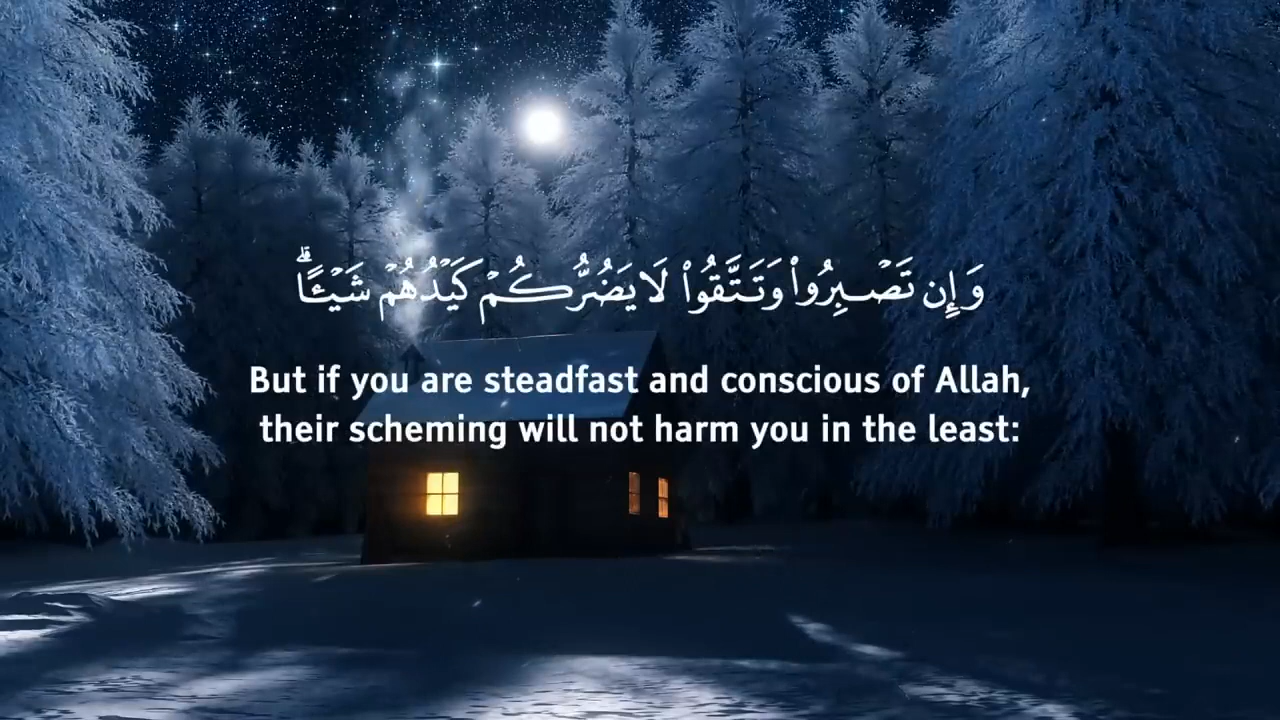 وَإِن تَصْبِرُوا۟ وَتَتَّقُوا۟ لَا يَضُرُّكُمْ كَيْدُهُمْ شَيْـًٔا ۗ
But if you are steadfast and conscious of Allah,
their scheming will not harm you in the least: